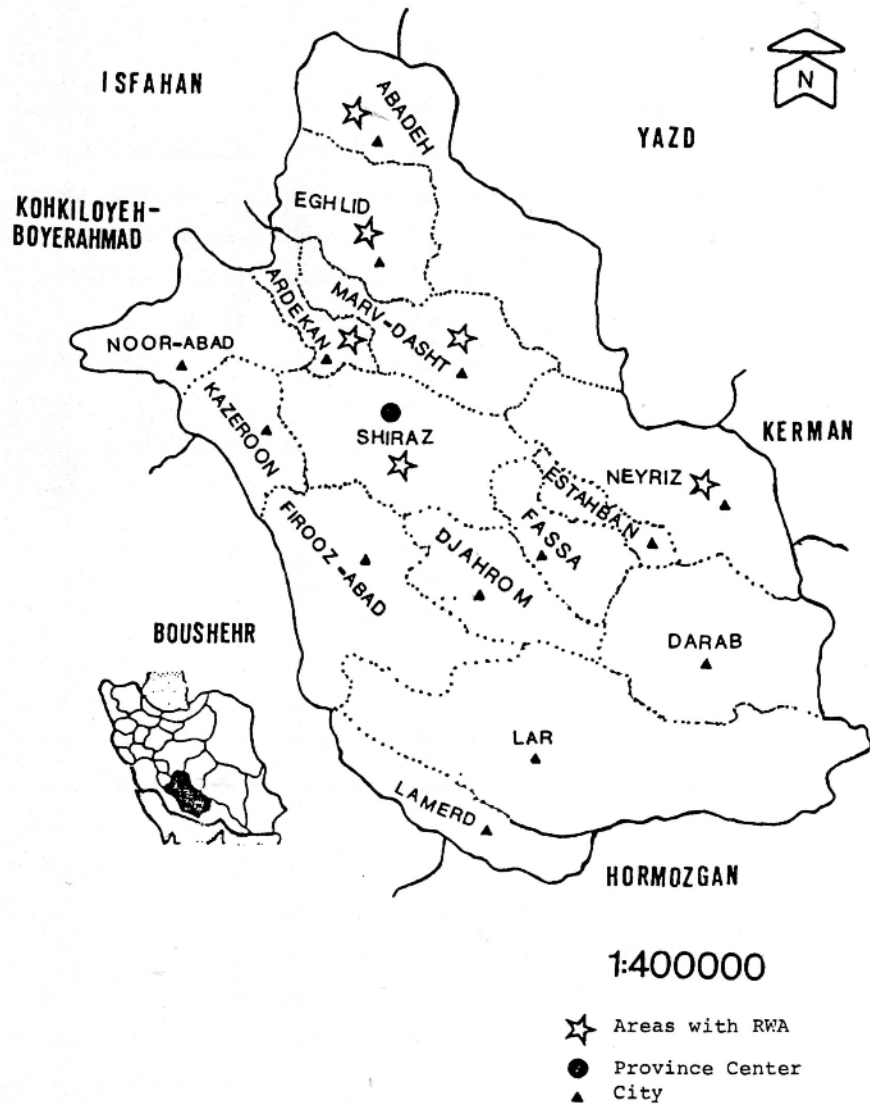 ISFAHAN
ABADEH
N
YAZD
EGHLID
KOHKILOYEH-
BOYERAHMAD
ARDEKAN
MARV-DASHT
NOOR-ABAD
KAZEROON
SHIRAZ
KERMAN
NEYRIZ
ESTAHBAN
FASSA
FIROOZ-ABAD
DJAHROM
BOUSHEHR
DARAB
LAR
LAMERD
HORMOZGAN
1:400000
Areas with RWA
Province Center
City